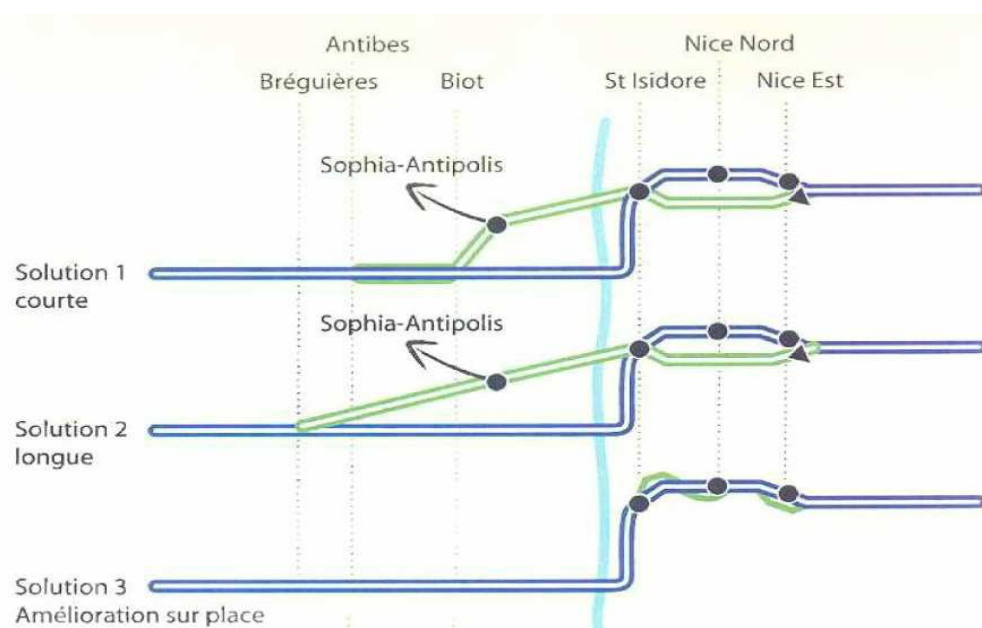 Antibes
Nice Nord
Bréguières
Biot
St Isidore
Nice Est
Sophia-Antipolis
Solution 1
courte
Sophia-Antipolis
Solution 2
longue
Solution 3
Amélioration sur place